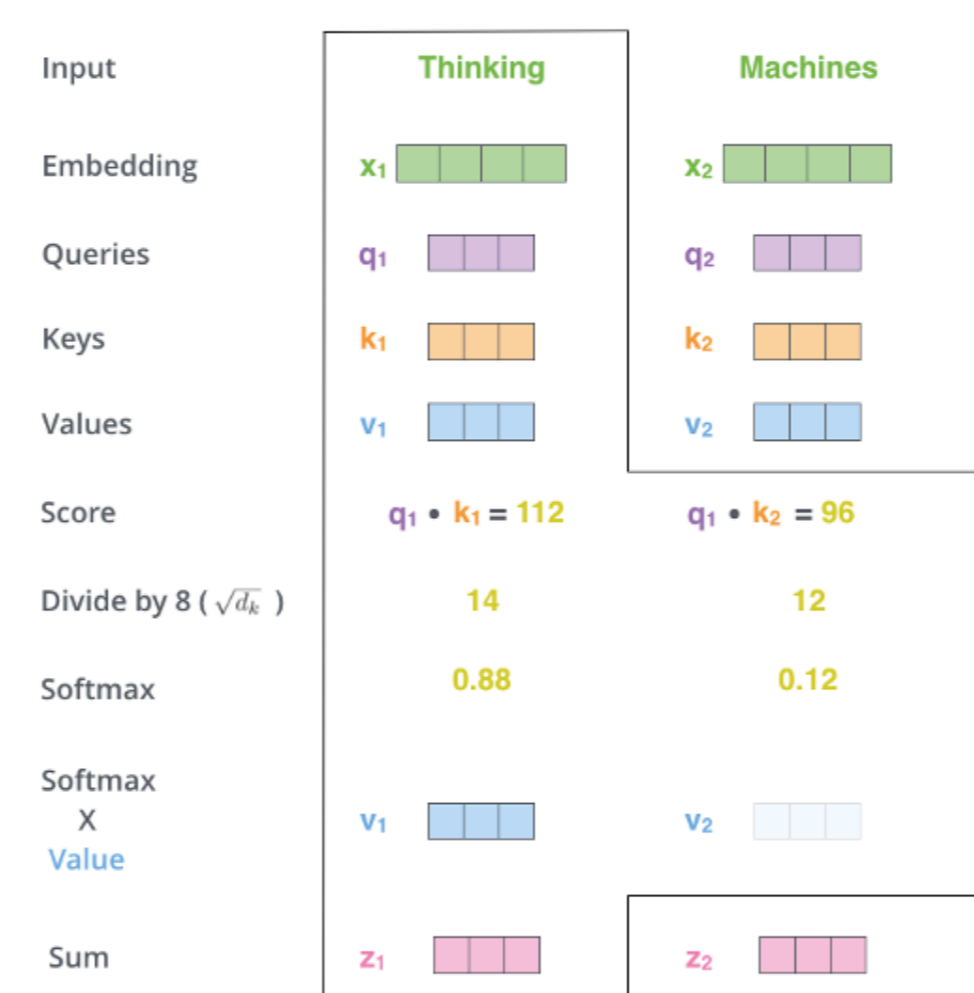 Input Thinking Machines
Embedding x₁ x₂
Queries q₁ q₂
Keys k₁ k₂
Values v₁ v₂
Score q₁ • k₁ = 112 q₁ • k₂ = 96
Divide by 8 ( √dₖ ) 14 12
Softmax 0.88 0.12
Softmax
X
Value v₁ v₂
Sum z₁ z₂